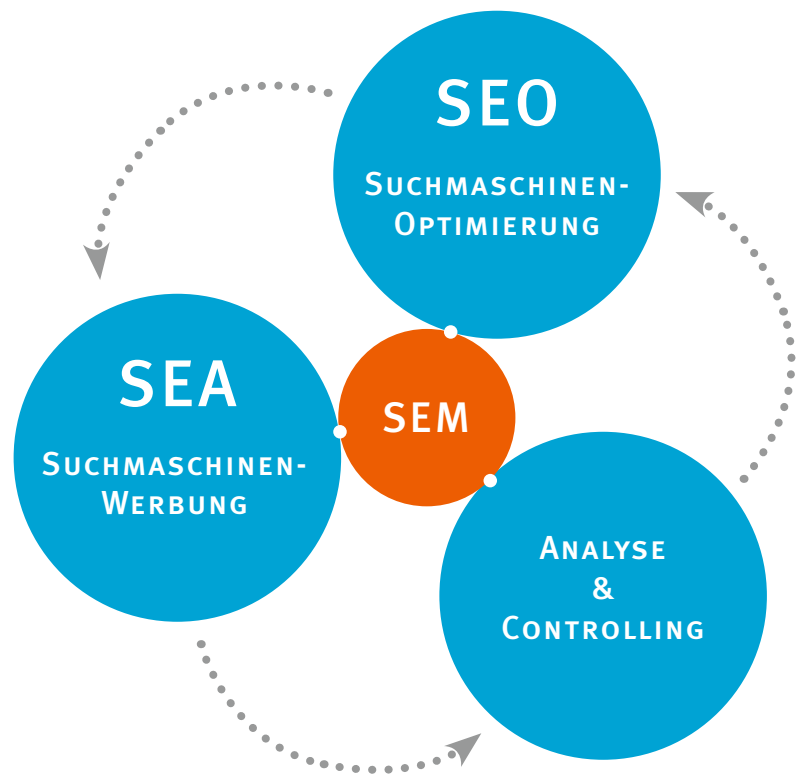 SEO
Suchmaschinen-
Optimierung
SEA
Suchmaschinen-
Werbung
SEM
Analyse
&
Controlling